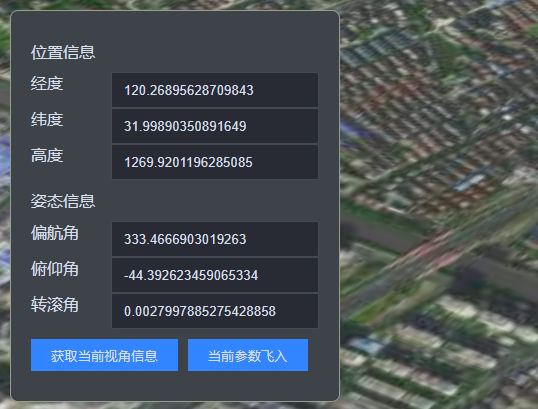 位置信息
经度 120.26895628709843
纬度 31.99890350891649
高度 1269.9201196285085
姿态信息
偏航角 333.4666903019263
俯仰角 -44.392623459065334
转滚角 0.0027997885275428858
获取当前视角信息 当前参数飞入